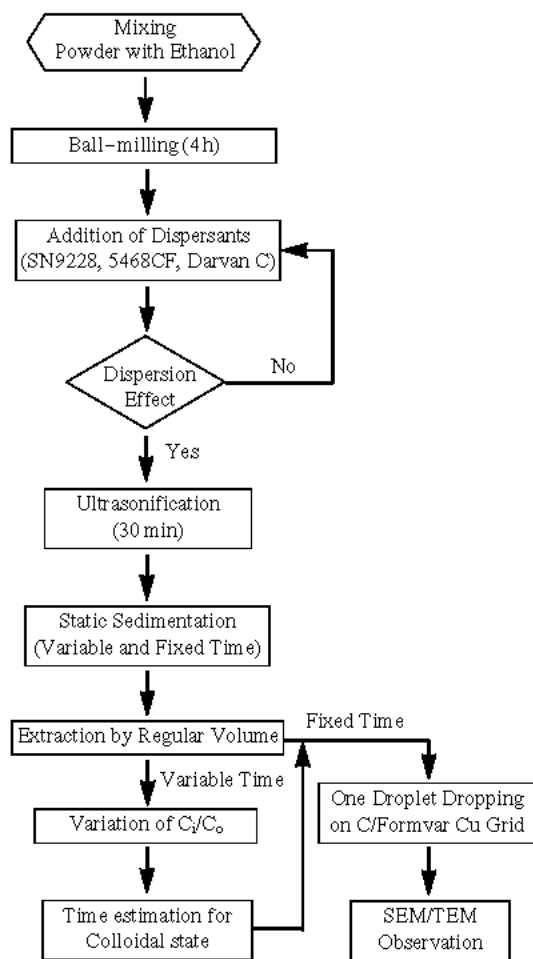 Mixing
Powder with Ethanol
Ball-milling (4 h)
Addition of Dispersants
(SN9228, 5468CF, Darvan C)
Dispersion
Effect
No
Yes
Ultrasonification
(30 min)
Static Sedimentation
(Variable and Fixed Time)
Extraction by Regular Volume
Fixed Time
Variable Time
Variation of Cᵢ/Cₒ
One Droplet Dropping
on C/Formvar Cu Grid
Time estimation for
Colloidal state
SEM/TEM
Observation